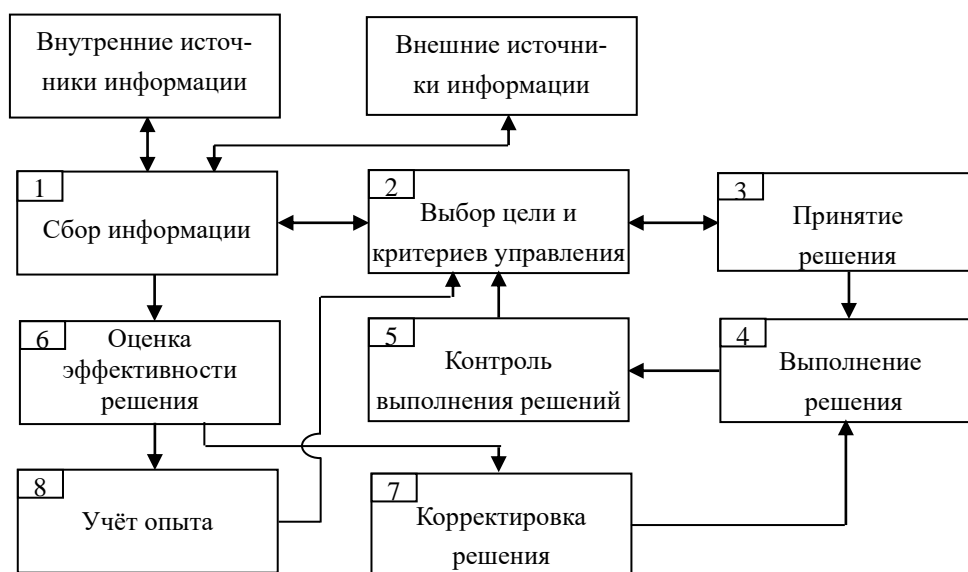 Внутренние источ-
ники информации
Внешние источни-
ки информации
1
Сбор информации
2
Выбор цели и
критериев управления
3
Принятие
решения
6
Оценка
эффективности
решения
5
Контроль
выполнения решений
4
Выполнение
решения
8
Учёт опыта
7
Корректировка
решения